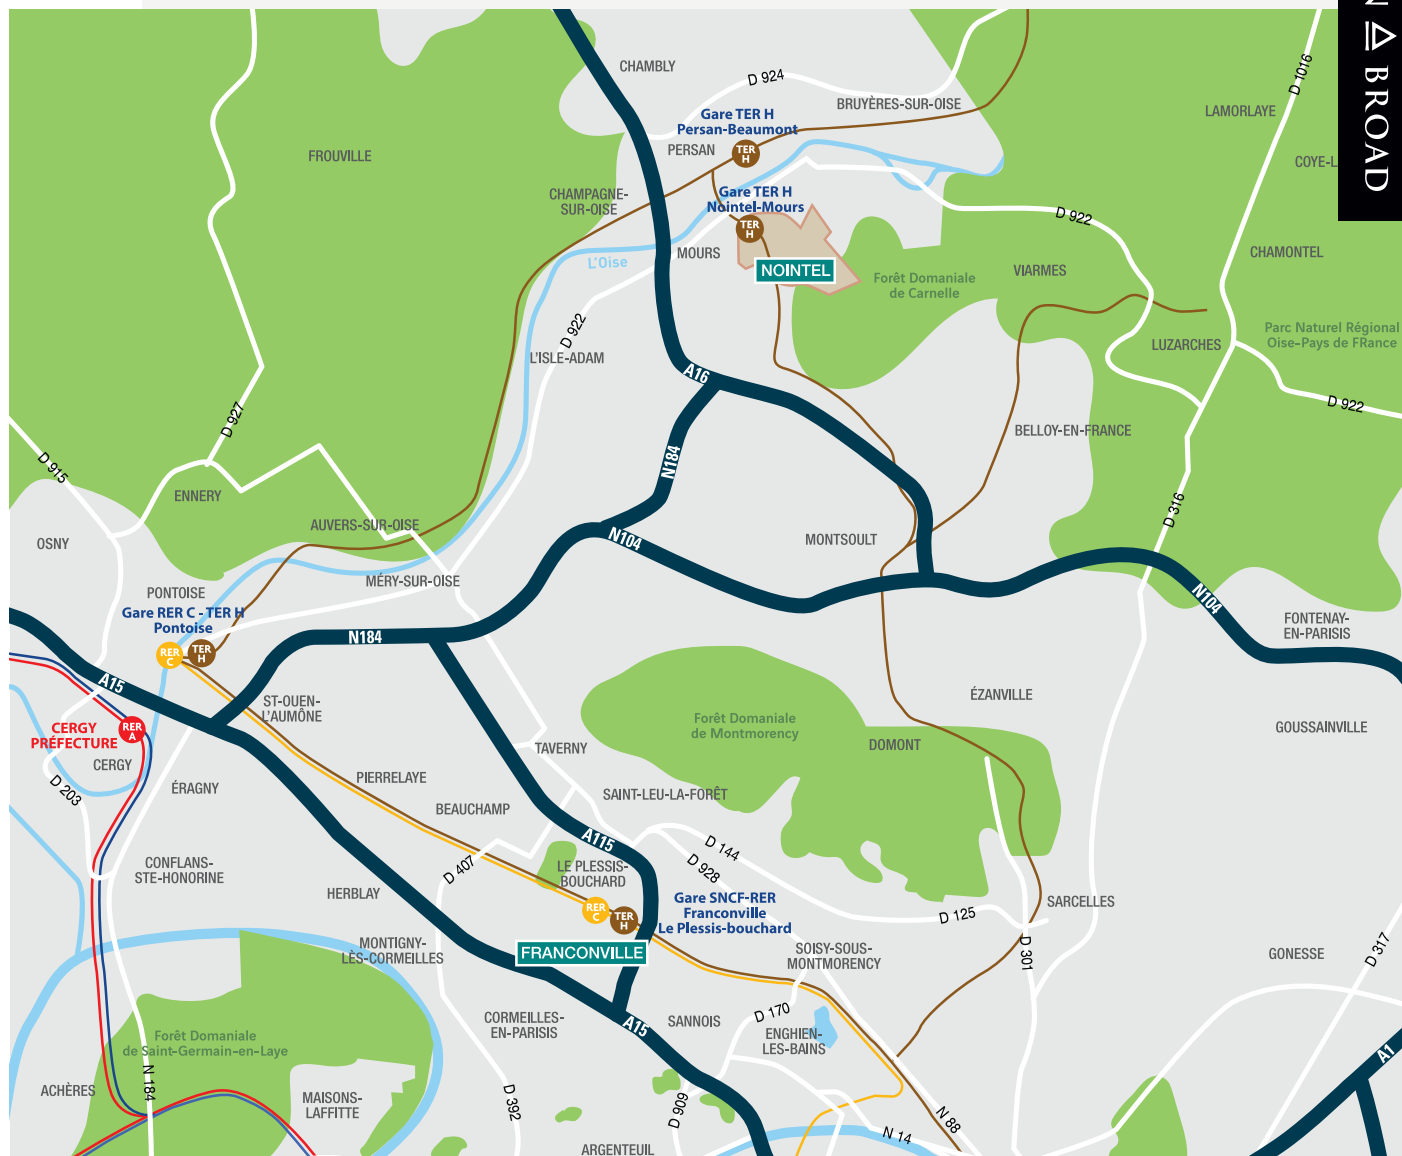 N △ BROAD
CHAMBLY
D 924
BRUYÈRES-SUR-OISE
D 1016
LAMORLAYE
Gare TER H
Persan-Beaumont
PERSAN
TER
H
FROUVILLE
COYE-L
CHAMPAGNE-
SUR-OISE
Gare TER H
Nointel-Mours
TER
H
D 922
MOURS
L'Oise
NOINTEL
Forêt Domaniale
de Carnelle
VIARMES
CHAMONTEL
D 922
L'ISLE-ADAM
LUZARCHES
Parc Naturel Régional
Oise-Pays de FRance
A16
D 922
D 927
BELLOY-EN-FRANCE
N184
D 915
ENNERY
D 316
AUVERS-SUR-OISE
OSNY
N104
MONTSOULT
MÉRY-SUR-OISE
PONTOISE
N104
Gare RER C - TER H
Pontoise
FONTENAY-
EN-PARISIS
RER
C
TER
H
N184
A15
ST-OUEN-
L'AUMÔNE
ÉZANVILLE
CERGY
PRÉFECTURE
RER
A
Forêt Domaniale
de Montmorency
GOUSSAINVILLE
CERGY
TAVERNY
DOMONT
D 203
ÉRAGNY
PIERRELAYE
BEAUCHAMP
SAINT-LEU-LA-FORÊT
A115
D 144
D 928
D 407
CONFLANS-
STE-HONORINE
LE PLESSIS-
BOUCHARD
HERBLAY
Gare SNCF-RER
Franconville
Le Plessis-bouchard
RER
C
TER
H
D 125
SARCELLES
MONTIGNY-
LÈS-CORMEILLES
FRANCONVILLE
SOISY-SOUS-
MONTMORENCY
D 301
GONESSE
D 317
CORMEILLES-
EN-PARISIS
A15
SANNOIS
D 170
ENGHIEN-
LES-BAINS
Forêt Domaniale
de Saint-Germain-en-Laye
A1
ACHÈRES
N 184
MAISONS-
LAFFITTE
D 392
D 909
N 88
N 14
ARGENTEUIL